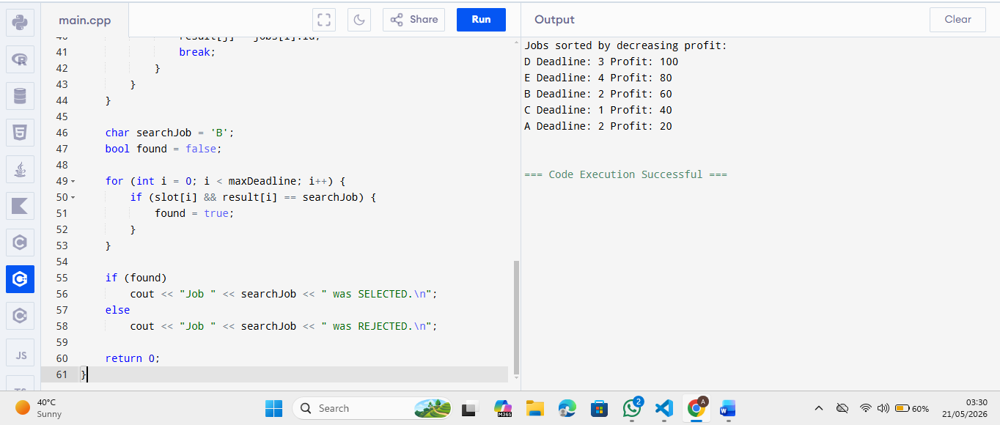 main.cpp
Share
Run
Output
Clear
40 result[j] = jobs[i].id;
41 break;
42 }
43 }
44 }
45
46 char searchJob = 'B';
47 bool found = false;
48
49 for (int i = 0; i < maxDeadline; i++) {
50 if (slot[i] && result[i] == searchJob) {
51 found = true;
52 }
53 }
54
55 if (found)
56 cout << "Job " << searchJob << " was SELECTED.\n";
57 else
58 cout << "Job " << searchJob << " was REJECTED.\n";
59
60 return 0;
61 }
Jobs sorted by decreasing profit:
D Deadline: 3 Profit: 100
E Deadline: 4 Profit: 80
B Deadline: 2 Profit: 60
C Deadline: 1 Profit: 40
A Deadline: 2 Profit: 20
=== Code Execution Successful ===
JS
40°C
Sunny
Search
M365
2
A
W
60%
03:30
21/05/2026